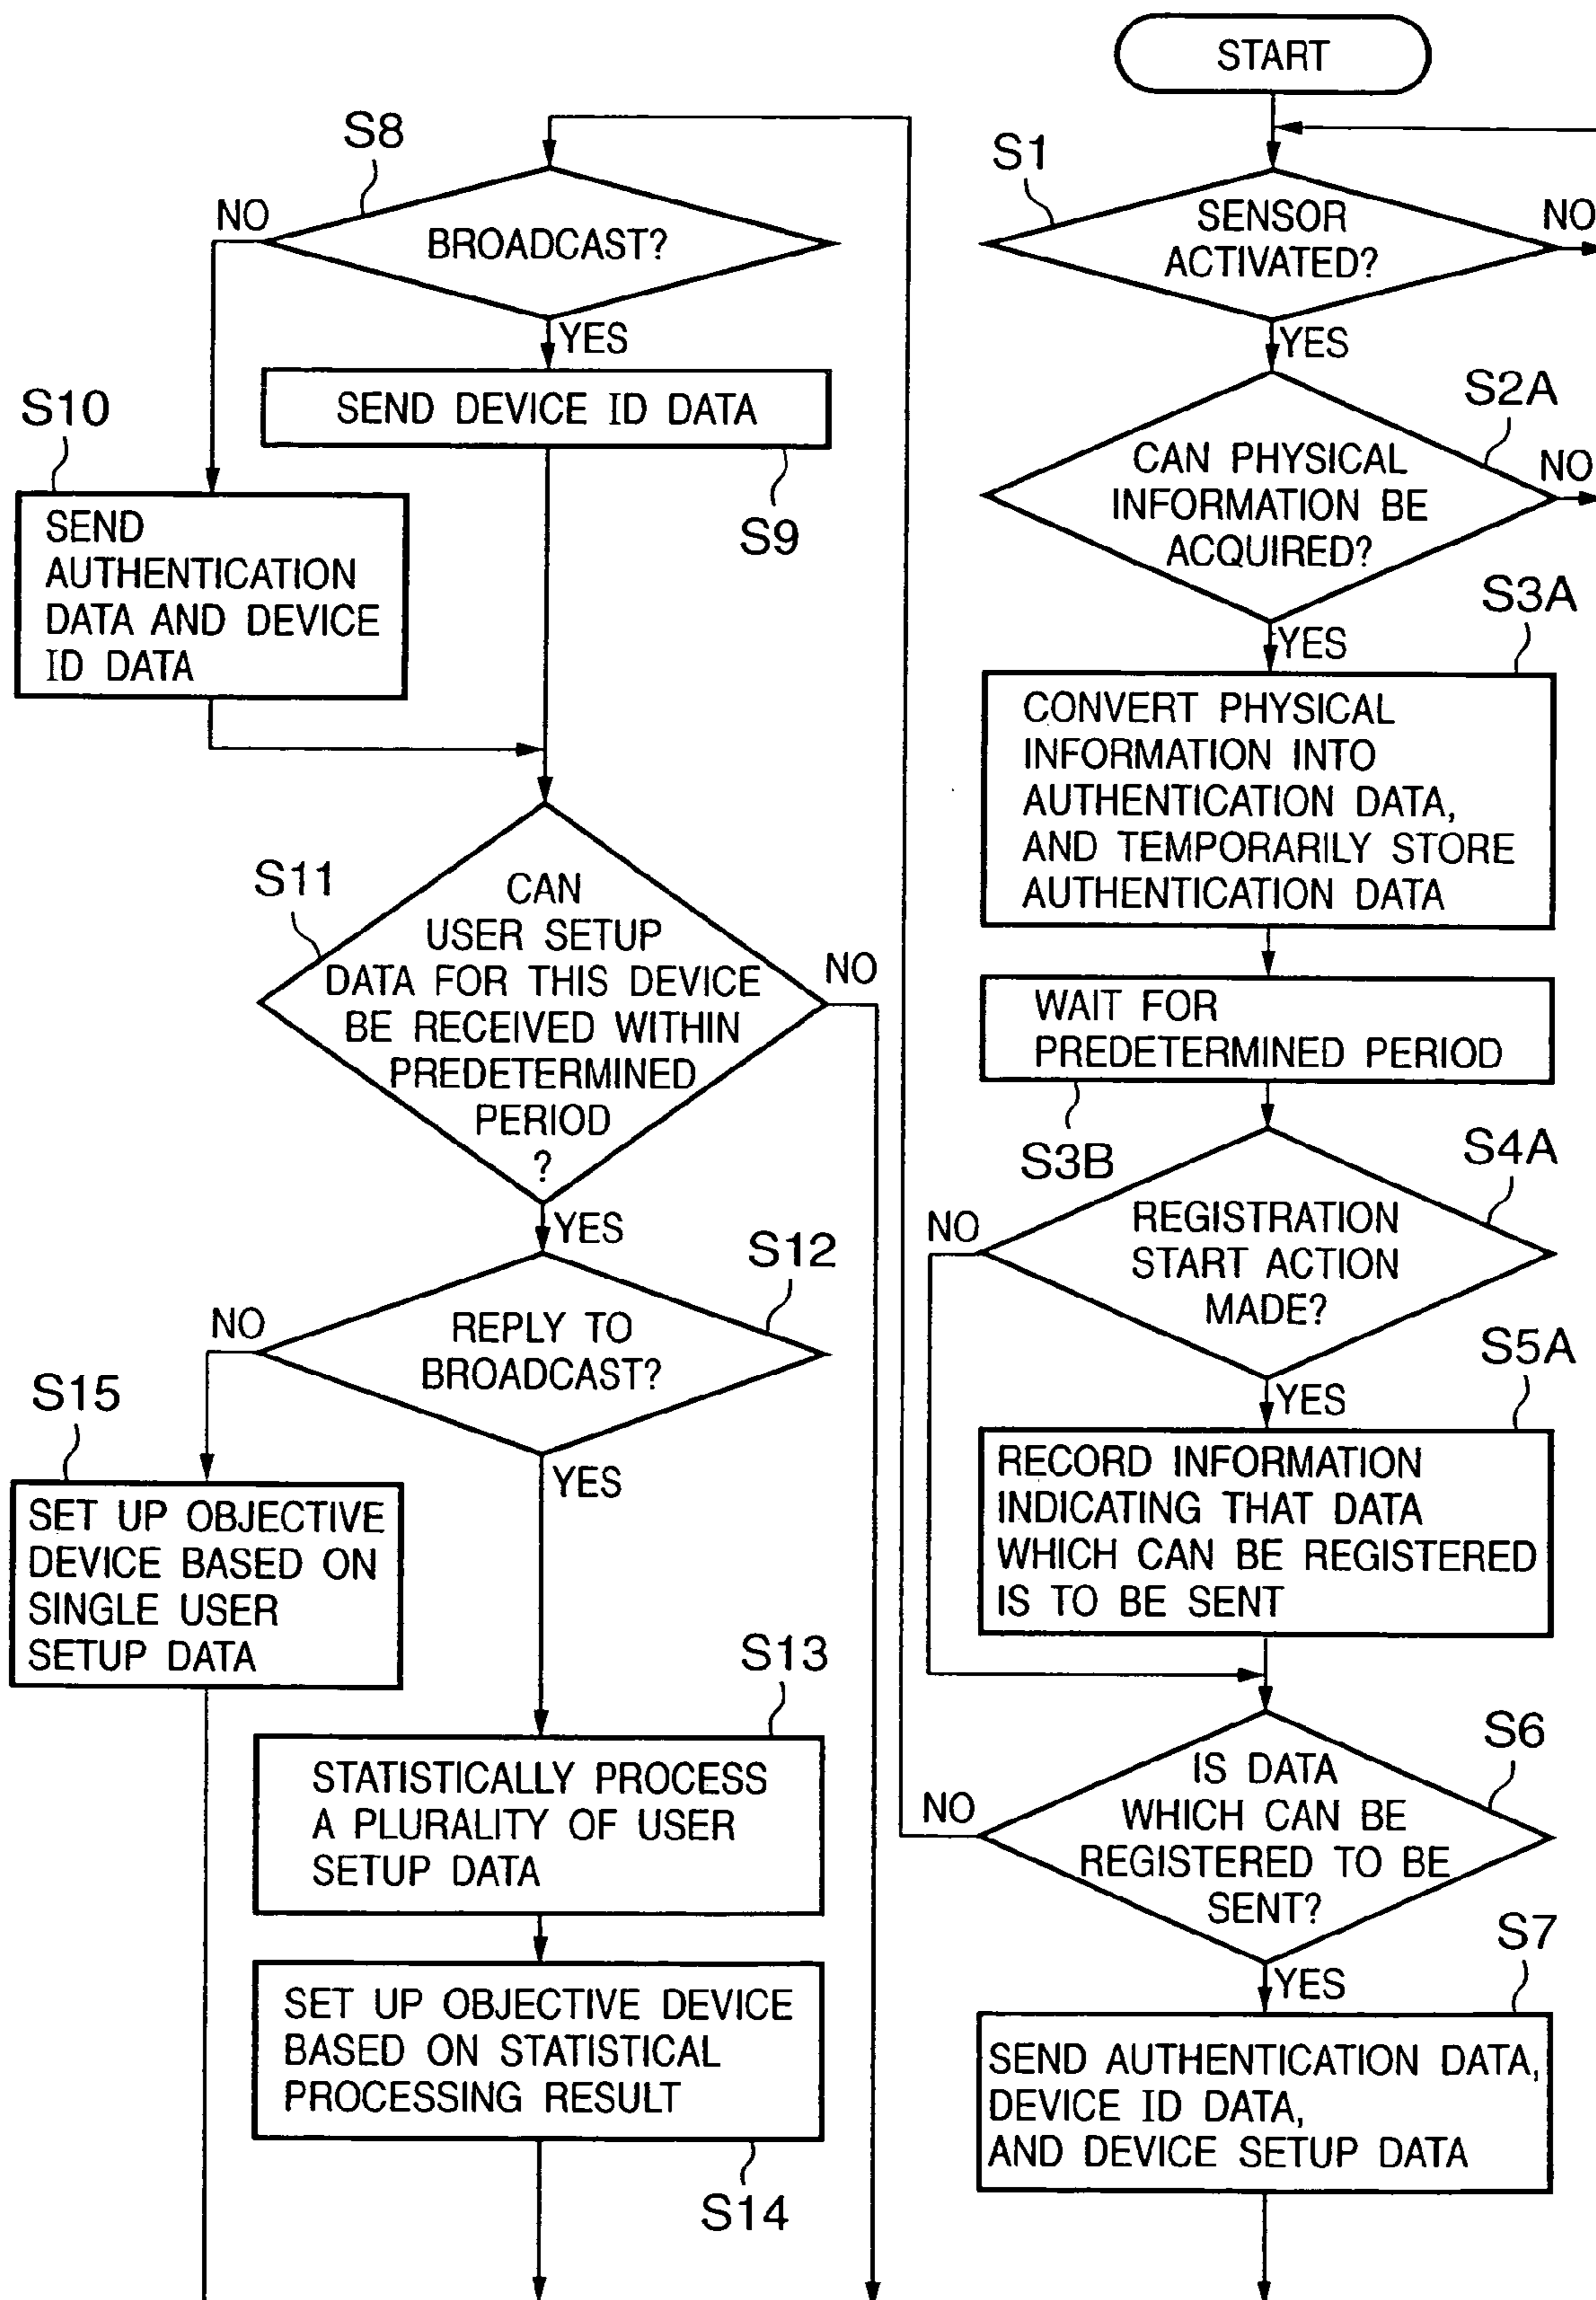 START
S1
SENSOR
ACTIVATED?
NO
YES
S2A
CAN PHYSICAL
INFORMATION BE
ACQUIRED?
NO
YES
S3A
CONVERT PHYSICAL
INFORMATION INTO
AUTHENTICATION DATA,
AND TEMPORARILY STORE
AUTHENTICATION DATA
WAIT FOR
PREDETERMINED PERIOD
S3B
S4A
REGISTRATION
START ACTION
MADE?
NO
YES
S5A
RECORD INFORMATION
INDICATING THAT DATA
WHICH CAN BE REGISTERED
IS TO BE SENT
S6
IS DATA
WHICH CAN BE
REGISTERED TO BE
SENT?
NO
YES
S7
SEND AUTHENTICATION DATA,
DEVICE ID DATA,
AND DEVICE SETUP DATA
S8
BROADCAST?
NO
YES
SEND DEVICE ID DATA
S9
S10
SEND
AUTHENTICATION
DATA AND DEVICE
ID DATA
S11
CAN
USER SETUP
DATA FOR THIS DEVICE
BE RECEIVED WITHIN
PREDETERMINED
PERIOD
?
NO
YES
S12
REPLY TO
BROADCAST?
NO
YES
S15
SET UP OBJECTIVE
DEVICE BASED ON
SINGLE USER
SETUP DATA
S13
STATISTICALLY PROCESS
A PLURALITY OF USER
SETUP DATA
SET UP OBJECTIVE DEVICE
BASED ON STATISTICAL
PROCESSING RESULT
S14